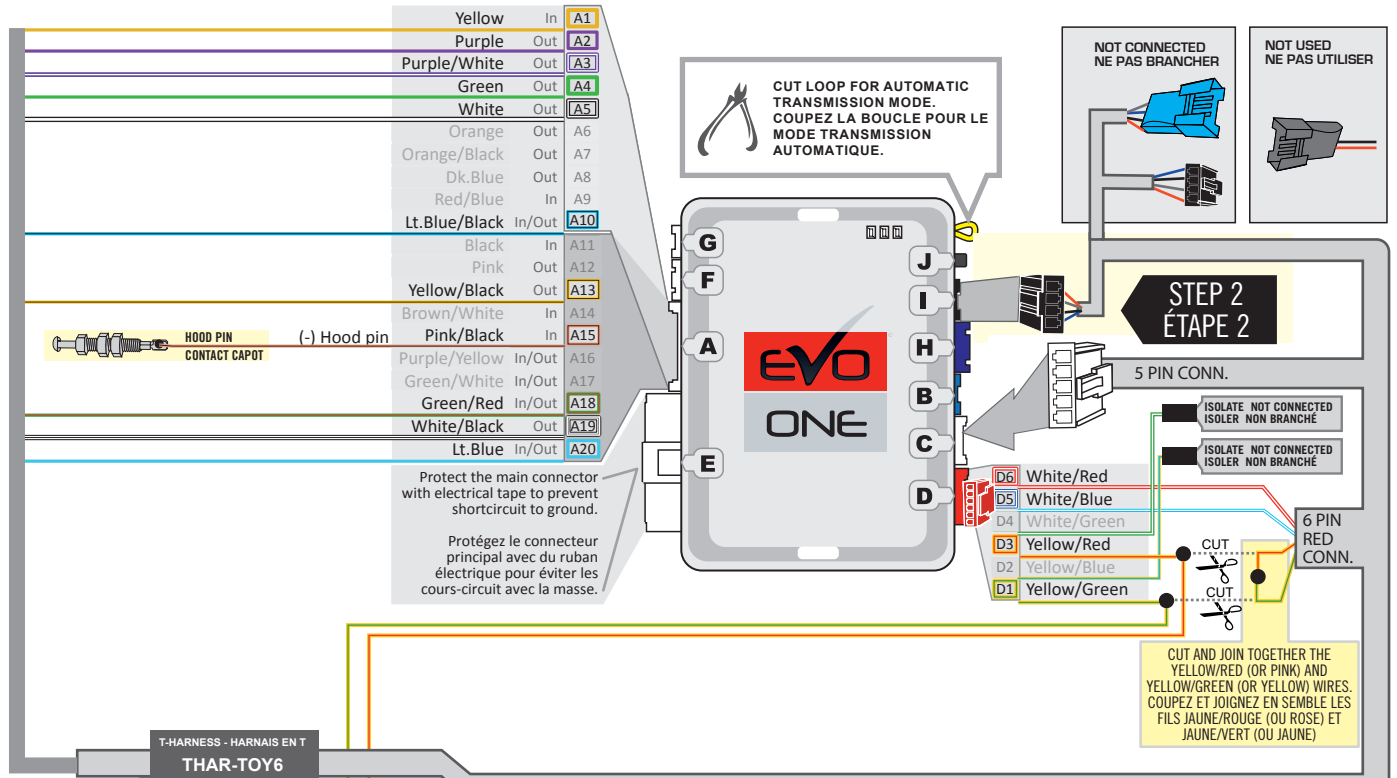 Yellow In A1
Purple Out A2
Purple/White Out A3
Green Out A4
White Out A5
Orange Out A6
Orange/Black Out A7
Dk.Blue Out A8
Red/Blue In A9
Lt.Blue/Black In/Out A10
Black In A11
Pink Out A12
Yellow/Black Out A13
Brown/White In A14
Pink/Black In A15
Purple/Yellow In/Out A16
Green/White In/Out A17
Green/Red In/Out A18
White/Black Out A19
Lt.Blue In/Out A20
HOOD PIN
CONTACT CAPOT
(-) Hood pin
Protect the main connector
with electrical tape to prevent
shortcircuit to ground.
Protégez le connecteur
principal avec du ruban
électrique pour éviter les
cours-circuit avec la masse.
CUT LOOP FOR AUTOMATIC
TRANSMISSION MODE.
COUPEZ LA BOUCLE POUR LE
MODE TRANSMISSION
AUTOMATIQUE.
G
F
A
E
J
I
H
B
C
D
EVO
ONE
NOT CONNECTED
NE PAS BRANCHER
NOT USED
NE PAS UTILISER
STEP 2
ÉTAPE 2
5 PIN CONN.
ISOLATE NOT CONNECTED
ISOLER NON BRANCHÉ
ISOLATE NOT CONNECTED
ISOLER NON BRANCHÉ
D6 White/Red
D5 White/Blue
D4 White/Green
D3 Yellow/Red
D2 Yellow/Blue
D1 Yellow/Green
6 PIN
RED
CONN.
CUT
CUT
CUT AND JOIN TOGETHER THE
YELLOW/RED (OR PINK) AND
YELLOW/GREEN (OR YELLOW) WIRES.
COUPEZ ET JOIGNEZ EN SEMBLE LES
FILS JAUNE/ROUGE (OU ROSE) ET
JAUNE/VERT (OU JAUNE)
T-HARNESS - HARNAIS EN T
THAR-TOY6